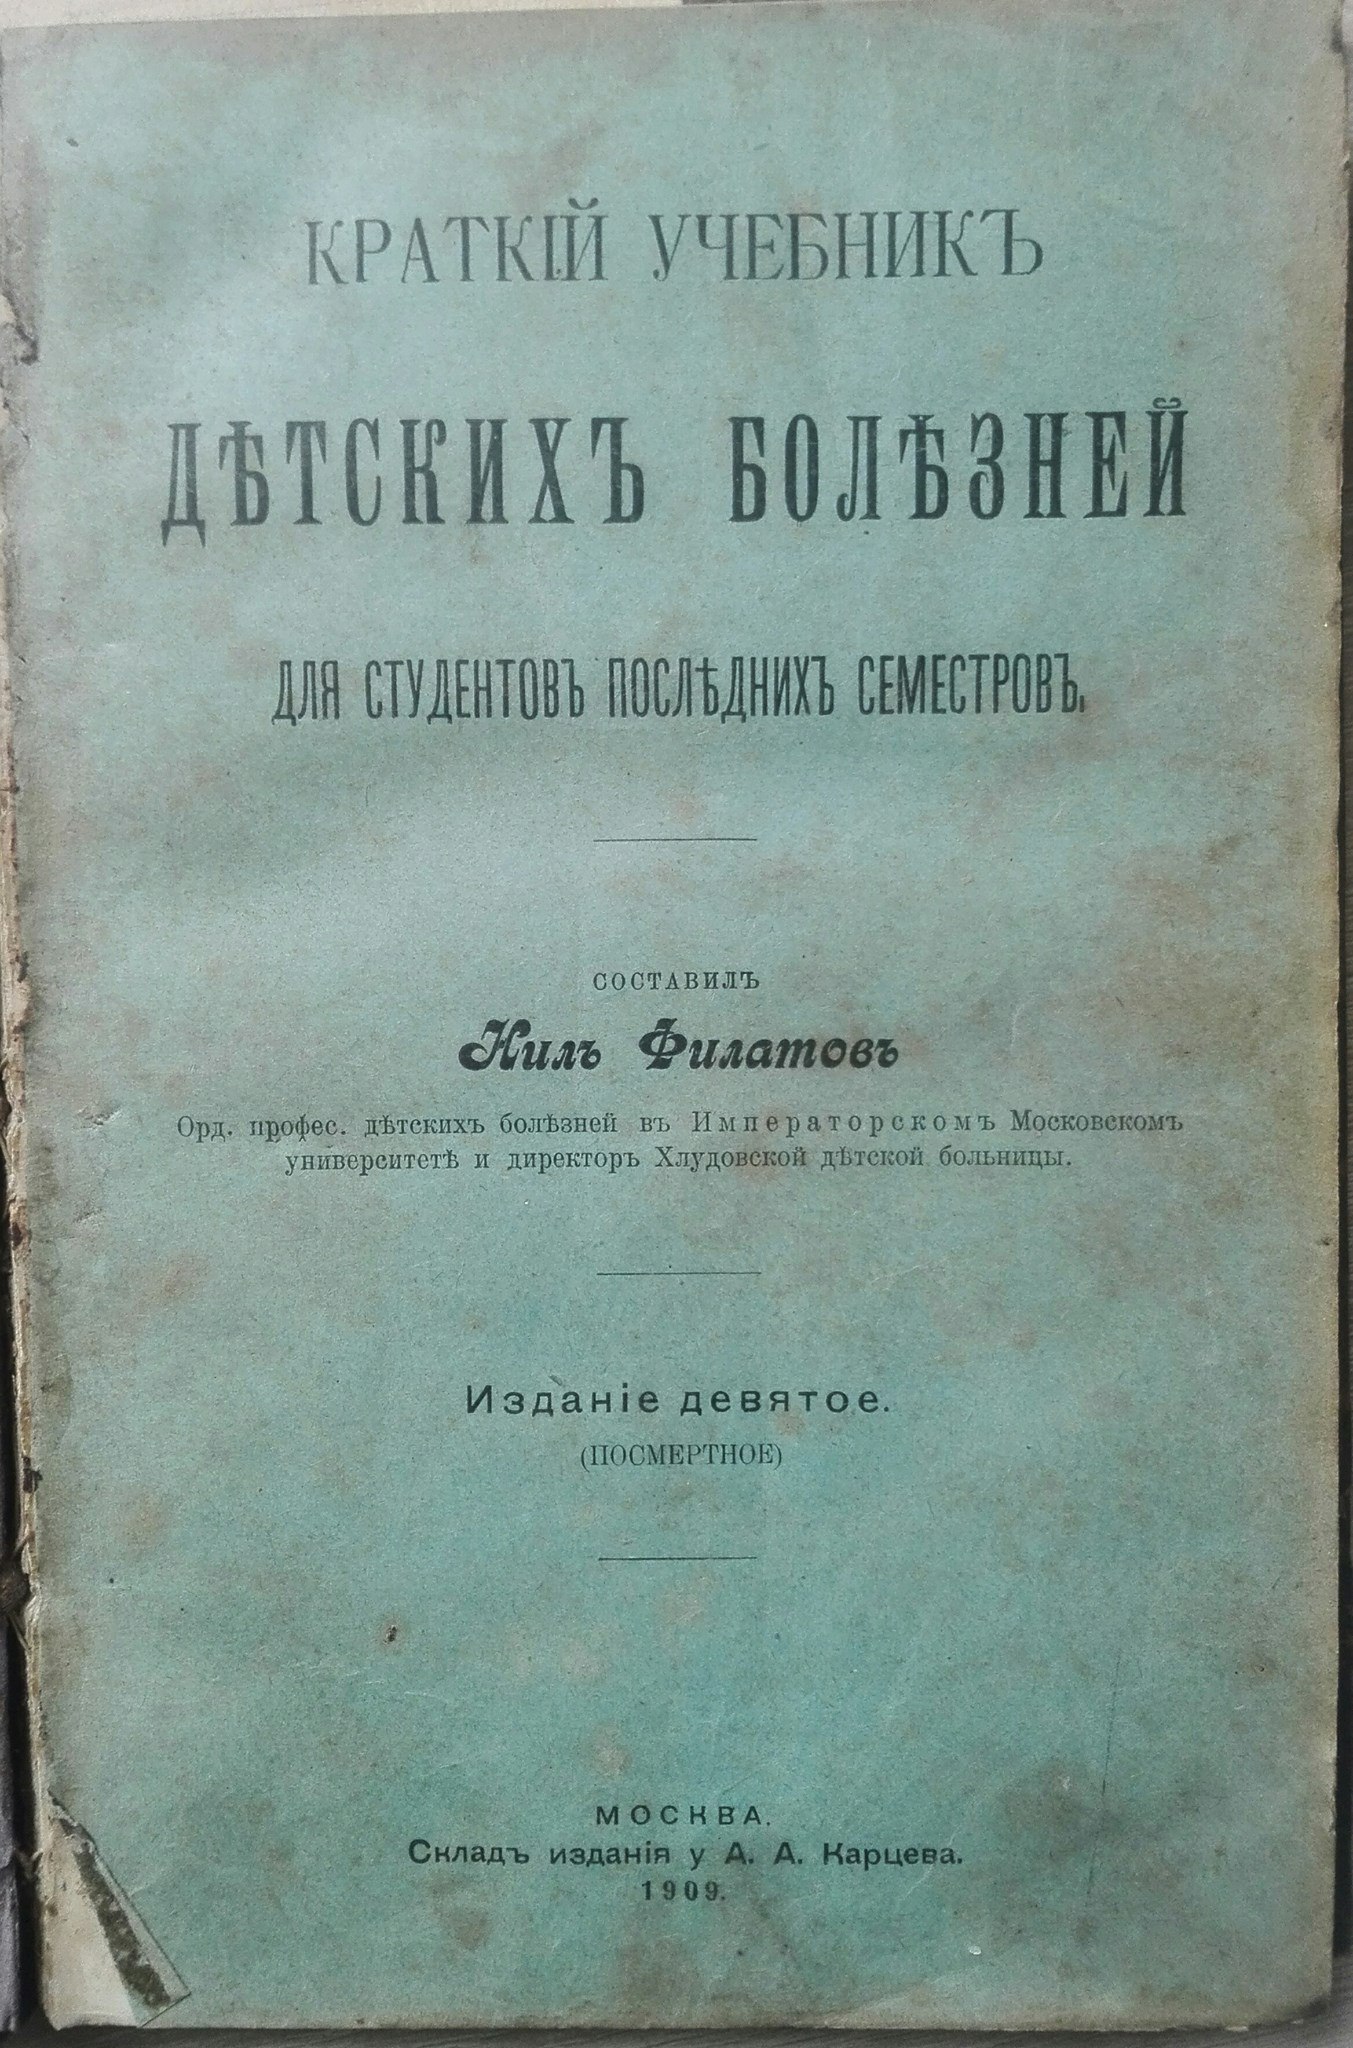 КРАТКІЙ УЧЕБНИКЪ
ДѢТСКИХЪ БОЛѢЗНЕЙ
ДЛЯ СТУДЕНТОВЪ ПОСЛѢДНИХЪ СЕМЕСТРОВЪ.
СОСТАВИЛЪ
Нилъ Филатовъ
Орд. профес. дѣтскихъ болѣзней въ Императорскомъ Московскомъ
университетѣ и директоръ Хлудовской дѣтской больницы.
Изданіе девятое.
(ПОСМЕРТНОЕ)
МОСКВА.
Складъ изданія у А. А. Карцева.
1909.